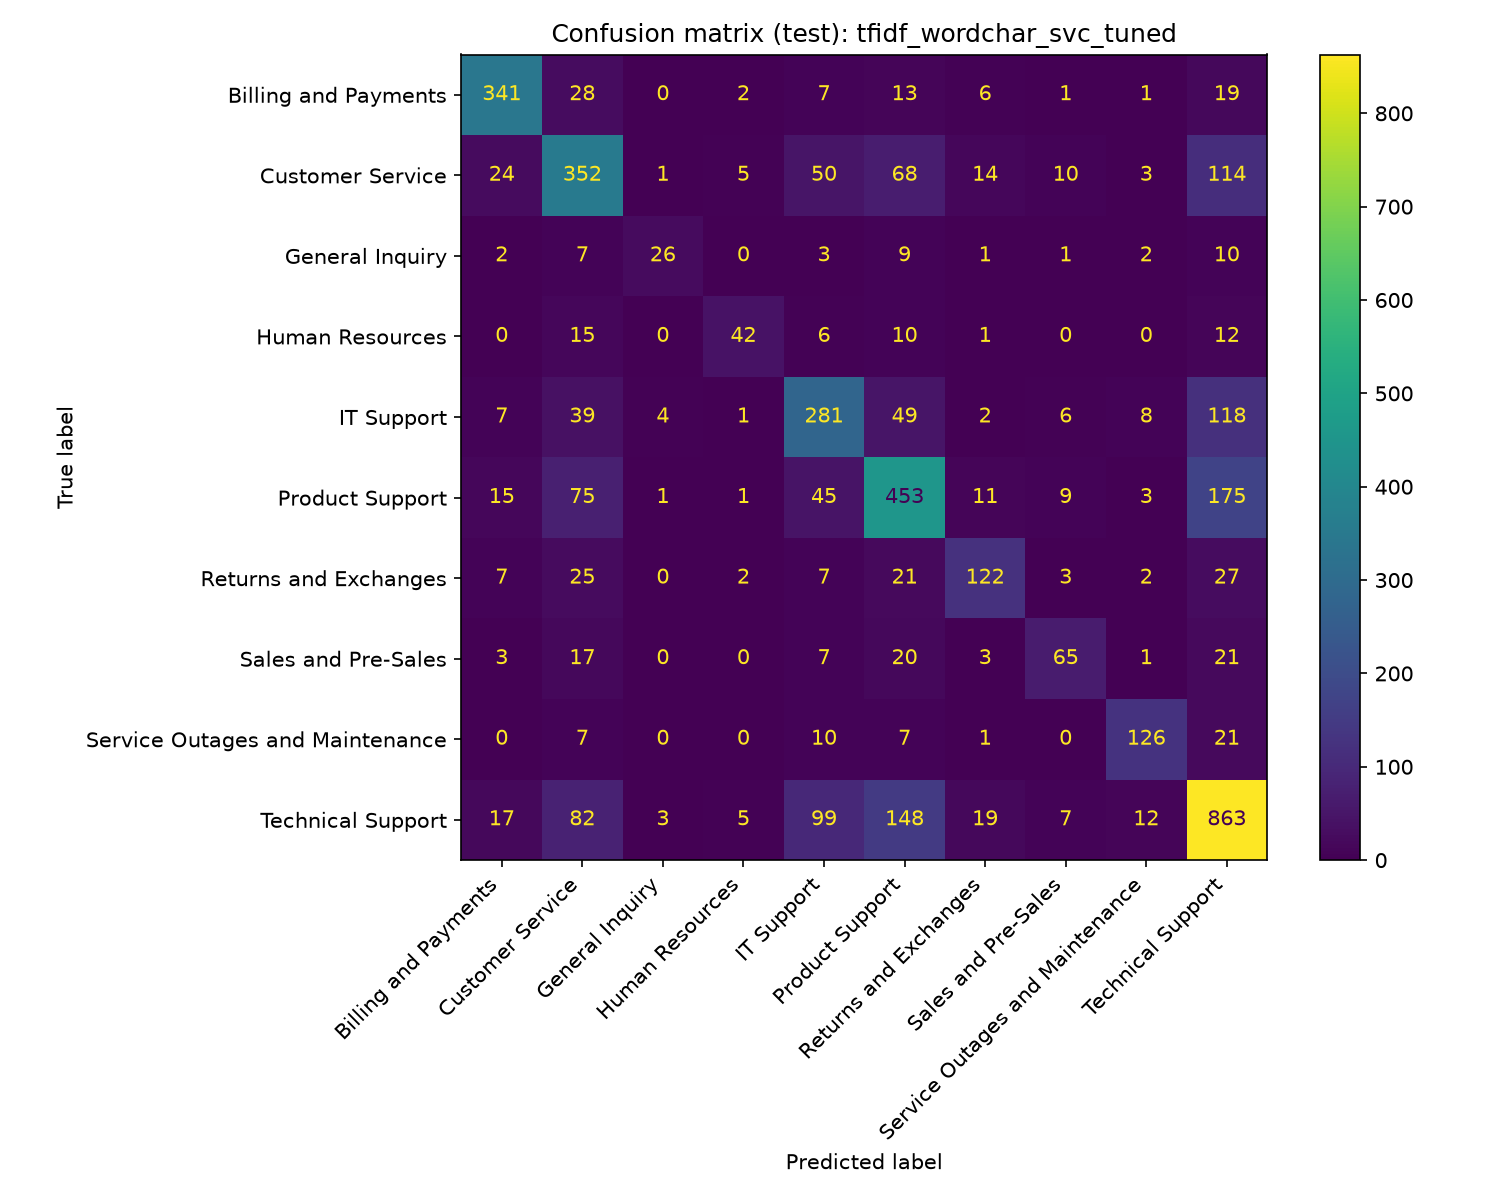 Confusion matrix (test): tfidf_wordchar_svc_tuned
True label
Billing and Payments 341 28 0 2 7 13 6 1 1 19
Customer Service 24 352 1 5 50 68 14 10 3 114
General Inquiry 2 7 26 0 3 9 1 1 2 10
Human Resources 0 15 0 42 6 10 1 0 0 12
IT Support 7 39 4 1 281 49 2 6 8 118
Product Support 15 75 1 1 45 453 11 9 3 175
Returns and Exchanges 7 25 0 2 7 21 122 3 2 27
Sales and Pre-Sales 3 17 0 0 7 20 3 65 1 21
Service Outages and Maintenance 0 7 0 0 10 7 1 0 126 21
Technical Support 17 82 3 5 99 148 19 7 12 863
Billing and Payments
Customer Service
General Inquiry
Human Resources
IT Support
Product Support
Returns and Exchanges
Sales and Pre-Sales
Service Outages and Maintenance
Technical Support
Predicted label
800
700
600
500
400
300
200
100
0